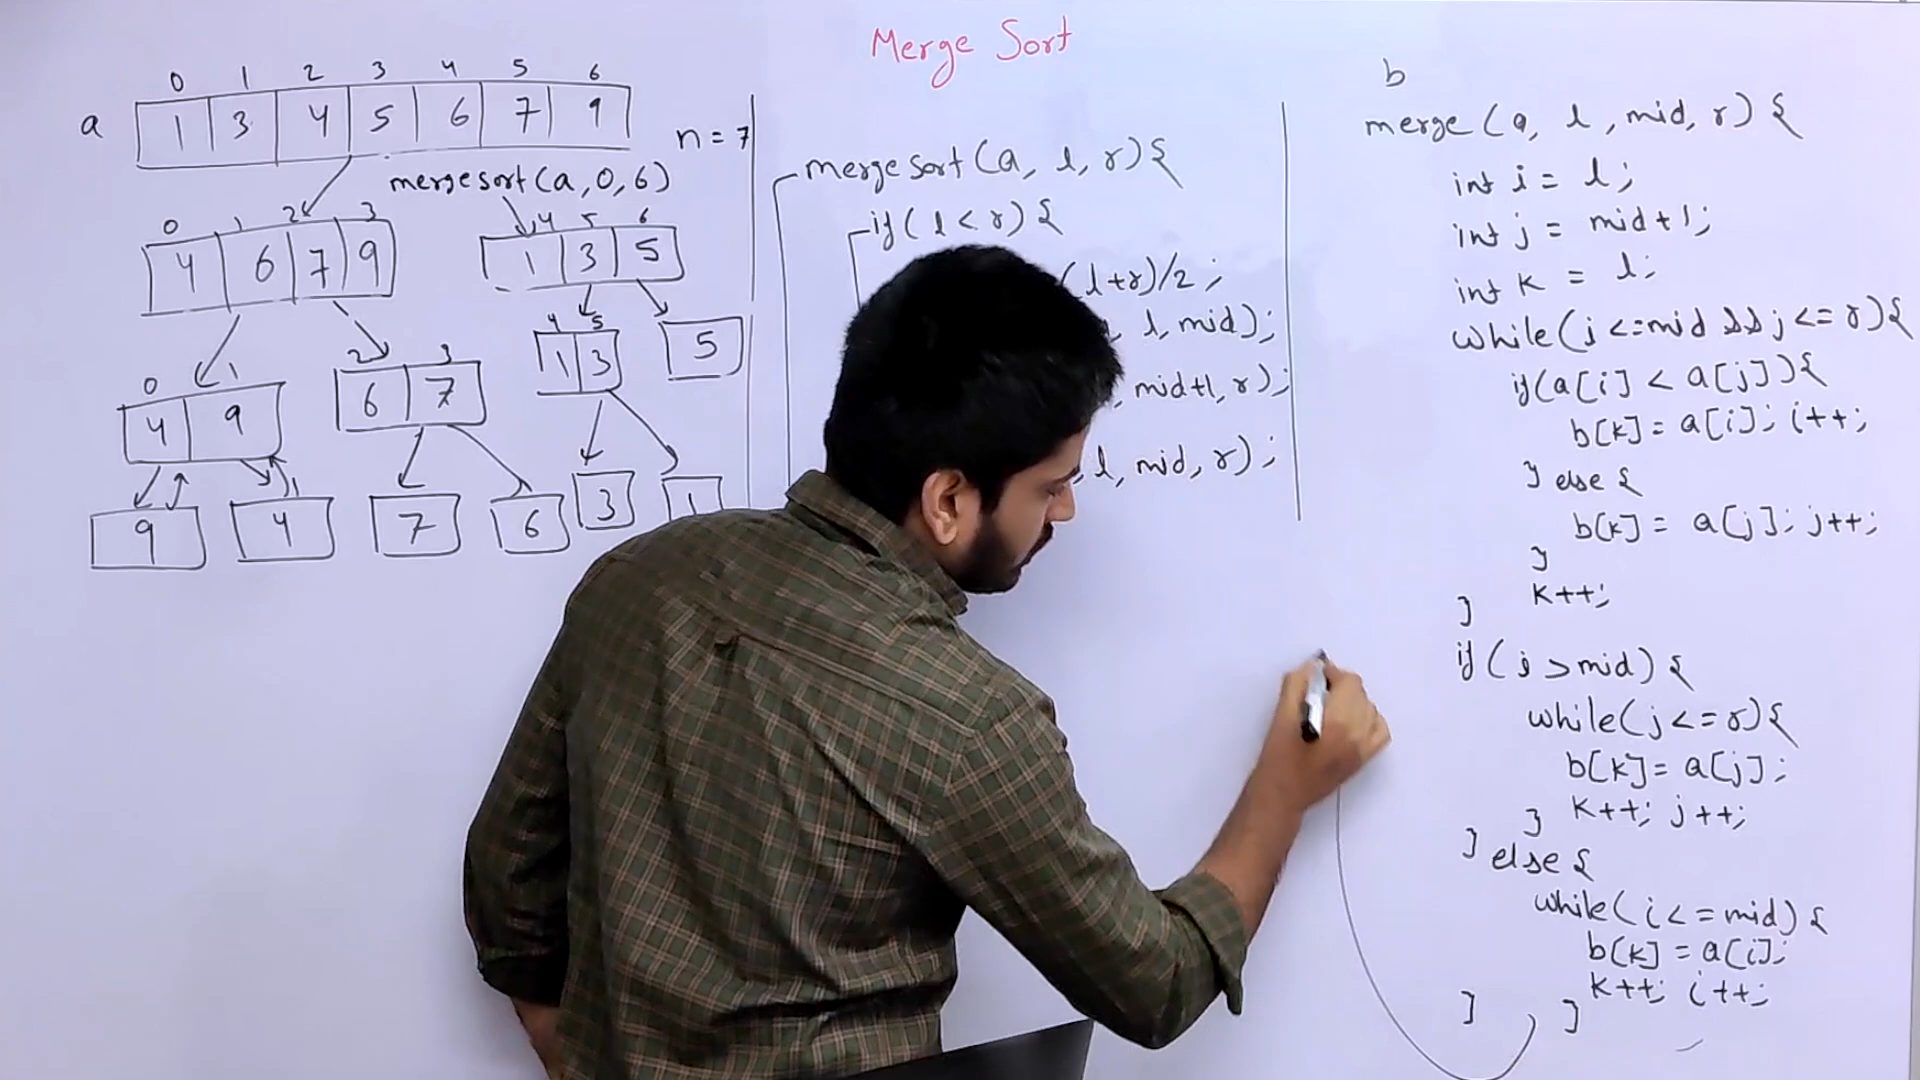 Merge Sort
0 1 2 3 4 5 6
a 1 3 4 5 6 7 9
n = 7
mergesort(a,0,6)
0 1 2 3
4 6 7 9
4 5 6
1 3 5
0 1
4 9
2 3
6 7
4 5
1 3
5
9 4 7 6 3 1
mergesort(a, l, r){
if( l < r) {
(l+r)/2;
l, mid);
, mid+1, r);
, l, mid, r);
b
merge(a, l, mid, r) {
int i = l;
int j = mid+1;
int k = l;
while(i <=mid && j <= r){
if(a[i] < a[j]){
b[k] = a[i]; i++;
} else {
b[k] = a[j]; j++;
}
k++;
}
if( i > mid) {
while(j <= r){
b[k] = a[j];
k++; j++;
}
} else {
while(i <= mid) {
b[k] = a[i];
k++; i++;
}
}